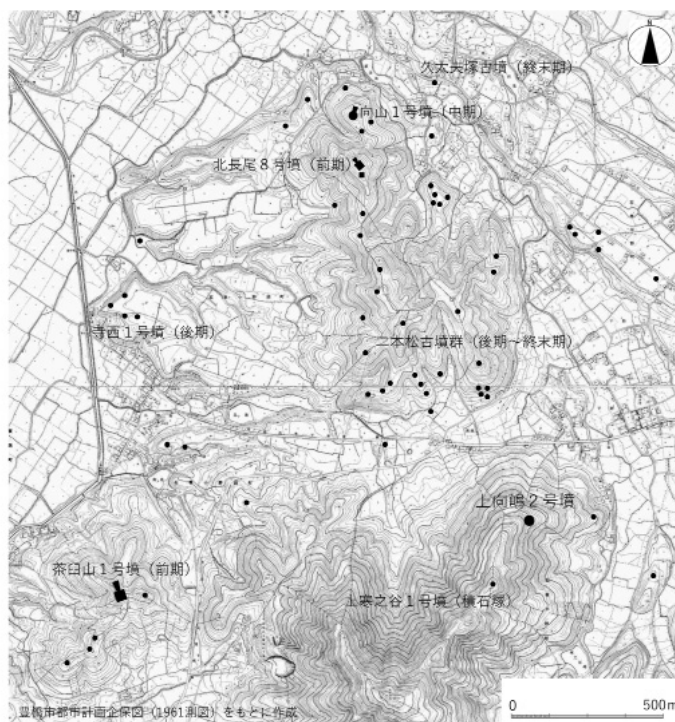 N
久太夫塚古墳（終末期）
向山１号墳（中期）
北長尾８号墳（前期）
寺西１号墳（後期）
二本松古墳群（後期～終末期）
上向嶋２号墳
茶臼山１号墳（前期）
上寒之谷１号墳（積石塚）
豊橋市都市計画企保図（1961測図）をもとに作成
0 500m